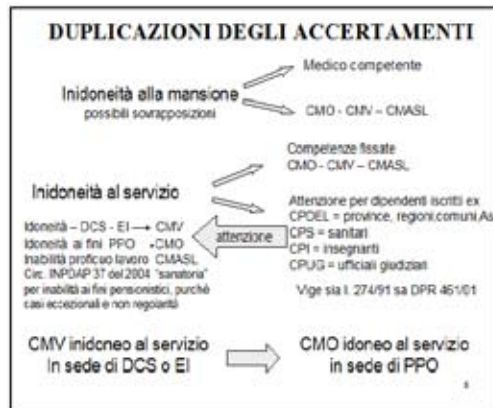 DUPLICAZIONI DEGLI ACCERTAMENTI
Medico competente
Inidoneità alla mansione
possibili sovrapposizioni
CMO - CMV – CMASL
Competenze fissate
CMO - CMV – CMASL
Inidoneità al servizio
Attenzione per dipendenti iscritti ex
CPDEL = province, regioni,comuni,As
CPS = sanitari
CPI = insegnanti
CPUG = ufficiali giudiziari
attenzione
Idoneità – DCS - EI → CMV
Idoneità ai fini PPO CMO
Inabilità proficuo lavoro CMASL
Circ. INPDAP 37 del 2004 "sanatoria"
per inabilità ai fini pensionistici, purchè
casi eccezionali e non regolarità
Vige sia l. 274/91 sa DPR 461/01
CMV inidoneo al servizio
In sede di DCS o EI
CMO idoneo al servizio
in sede di PPO